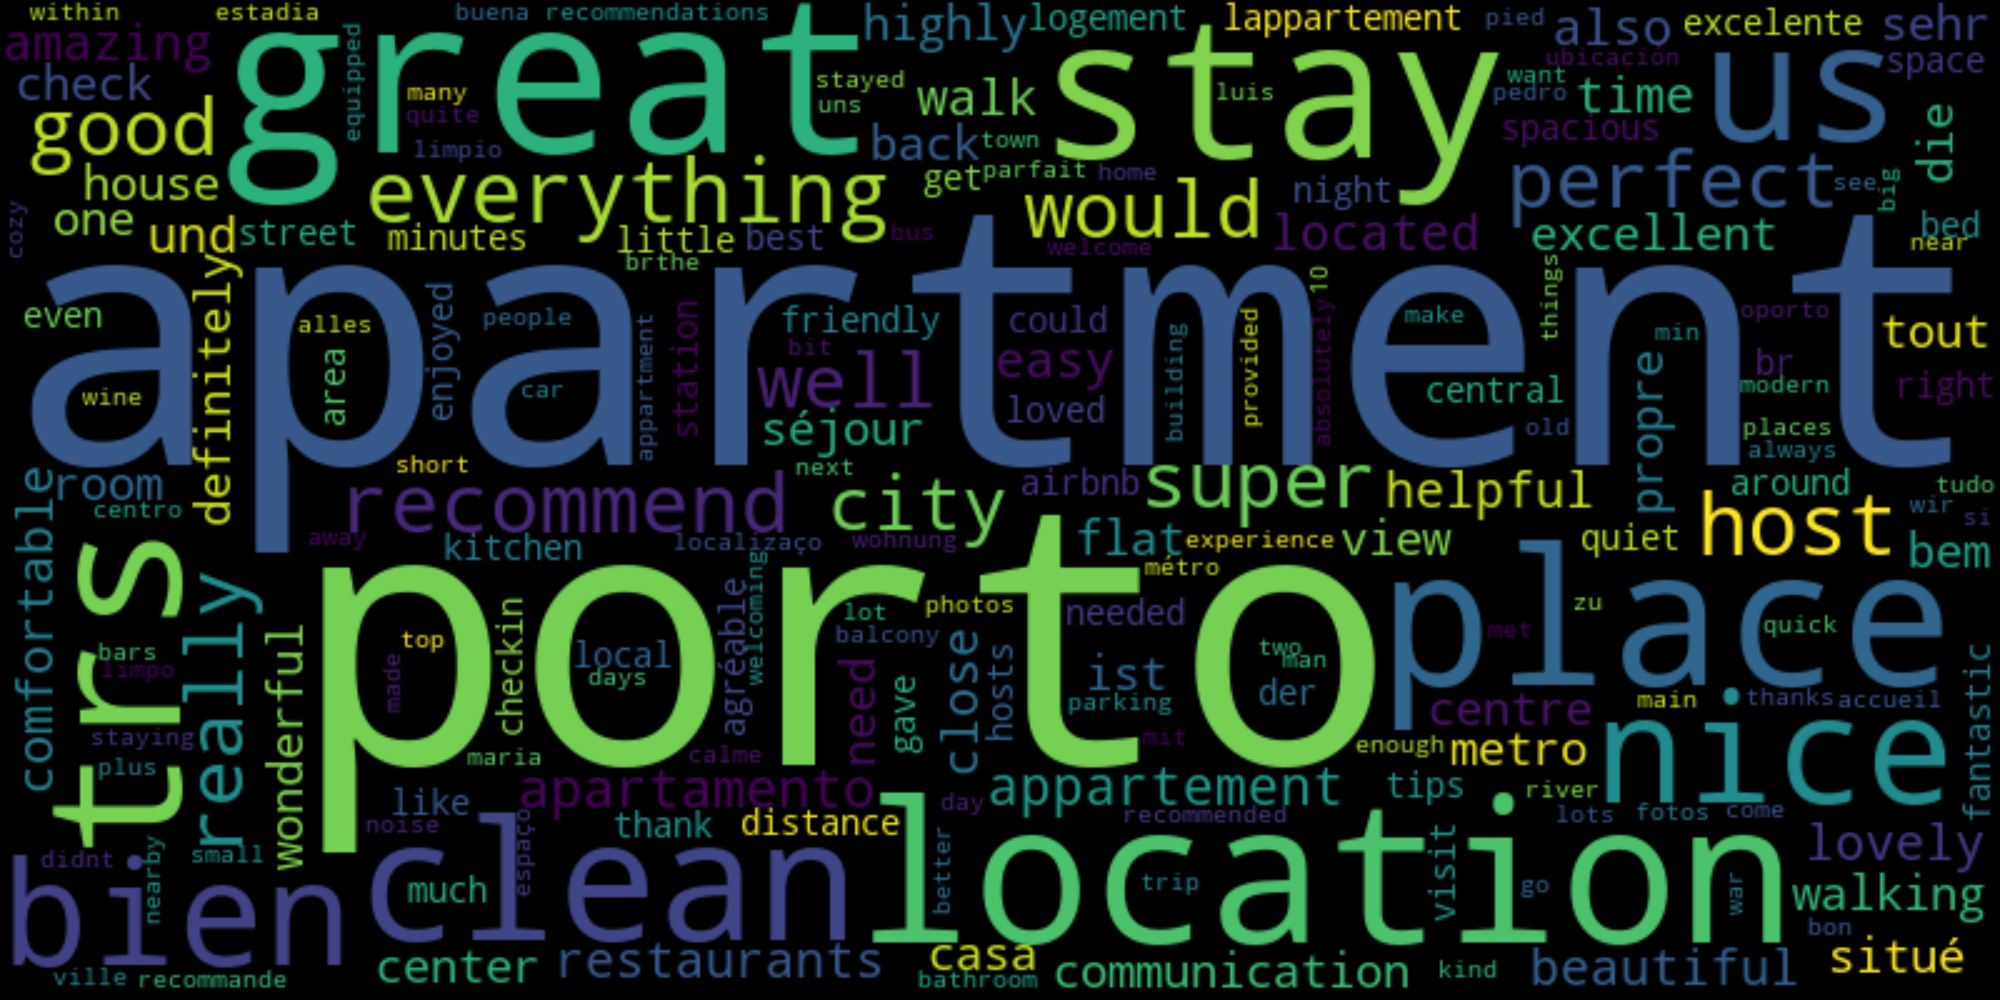 within estadia buena recommendations highly logement lappartement pied also excelente sehr
amazing equipped great stay us ubicación space
check many stayed uns walk luis want pedro time
good quite limpio back town spacious die
house everything get parfait home night perfect see big
one und street minutes little best bus would welcome located excellent bed near
cozy brthe
apartment
even definitely alles area enjoyed people appartment station friendly bit could easy building provided absolutely 10 things make min oporto tout
wine car well séjour loved central old propre br modern right places always
room centro short recommend next city airbnb super helpful around host tudo wir si
comfortable away kitchen localizaço wohnung flat experience view quiet bem
trs really porto place
bars limpo wonderful top made checkin local days agréable welcoming lot photos balcony métro needed two man der zu met quick
staying plus maria calme need gave close hosts ist parking mit centre main thanks accueil fantastic
like apartamento day appartement enough metro nice tips river
noise thank distance recommended lots fotos come
didnt nearby small bien clean espaço much location better trip visit go war lovely walking
ville recommande center restaurants casa bathroom communication kind beautiful bon situé